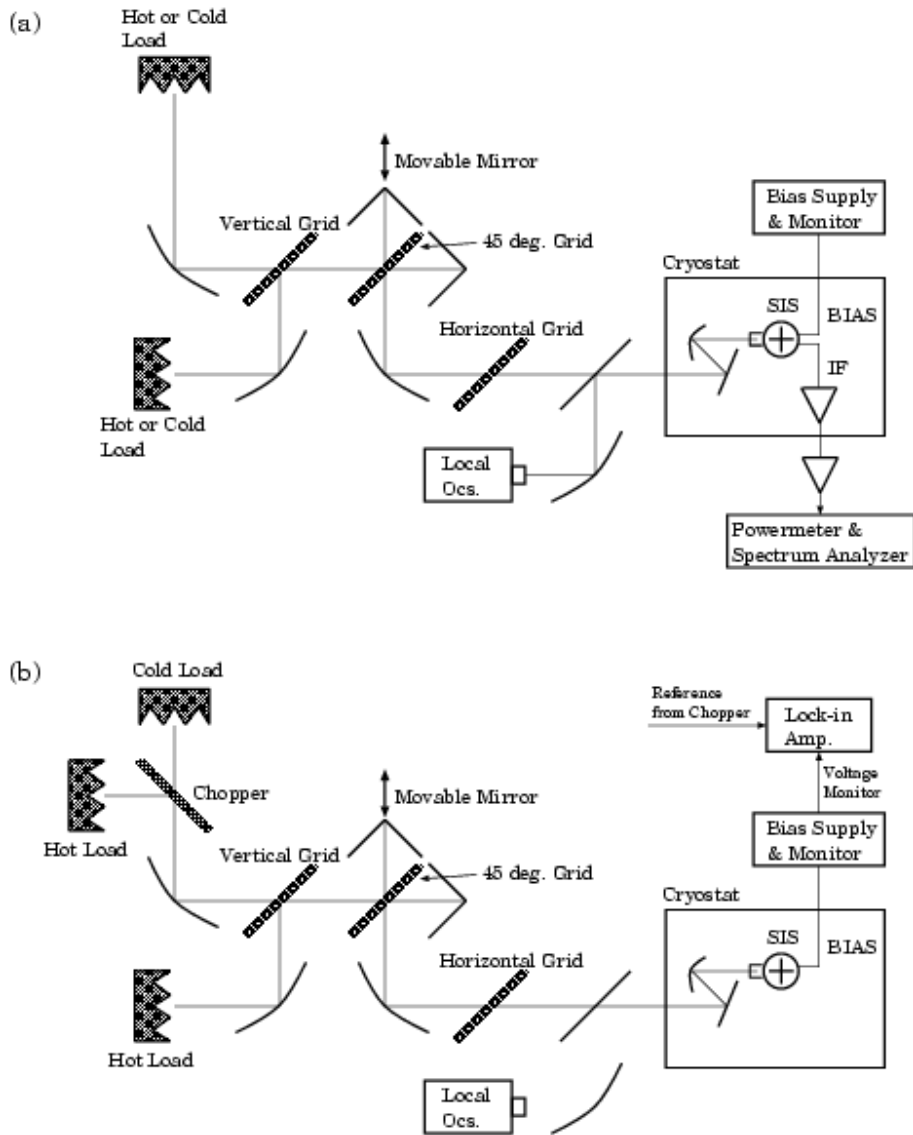 (a)
Hot or Cold
Load
Movable Mirror
Vertical Grid
45 deg. Grid
Bias Supply
& Monitor
Cryostat
SIS
BIAS
Horizontal Grid
IF
Hot or Cold
Load
Local
Ocs.
Powermeter &
Spectrum Analyzer
(b)
Cold Load
Reference
from Chopper
Lock-in
Amp.
Chopper
Voltage
Monitor
Movable Mirror
Hot Load
Vertical Grid
45 deg. Grid
Bias Supply
& Monitor
Cryostat
SIS
BIAS
Horizontal Grid
Hot Load
Local
Ocs.